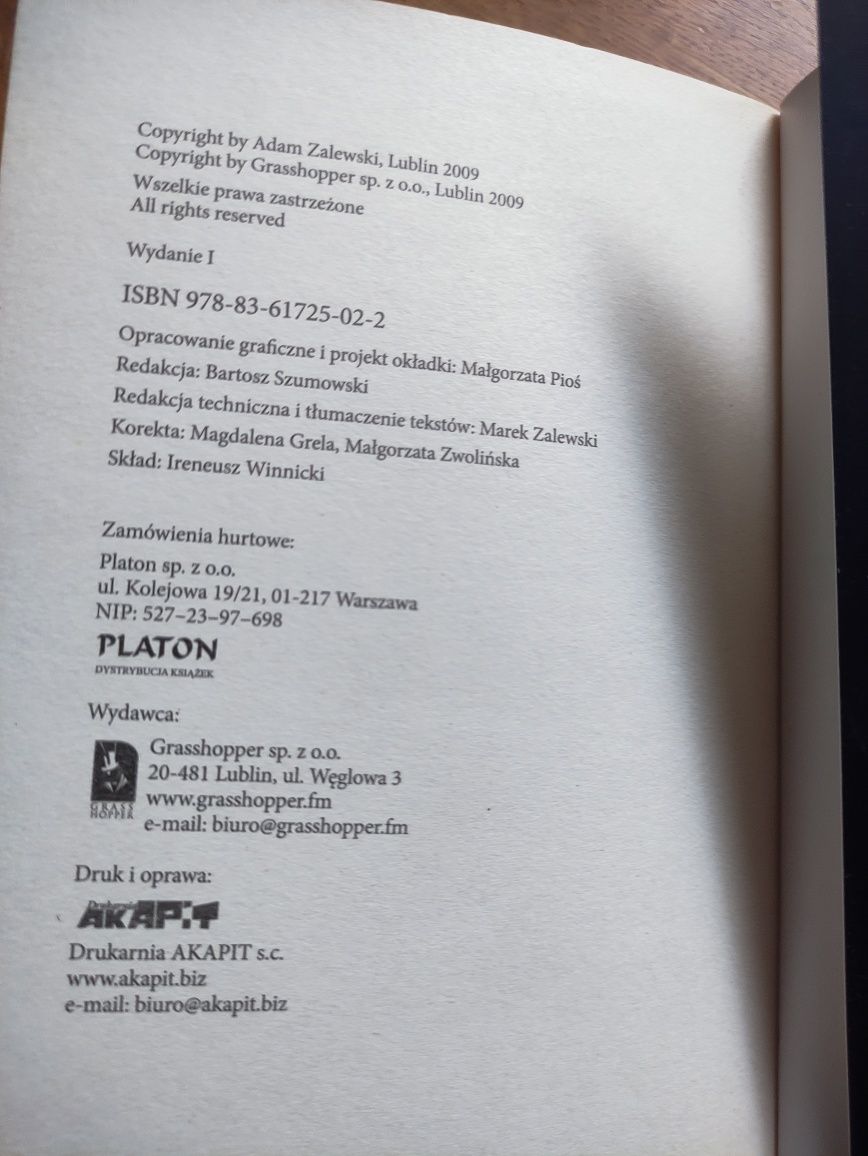 Copyright by Adam Zalewski, Lublin 2009
Copyright by Grasshopper sp. z o.o., Lublin 2009
Wszelkie prawa zastrzeżone
All rights reserved
Wydanie I
ISBN 978-83-61725-02-2
Opracowanie graficzne i projekt okładki: Małgorzata Pioś
Redakcja: Bartosz Szumowski
Redakcja techniczna i tłumaczenie tekstów: Marek Zalewski
Korekta: Magdalena Grela, Małgorzata Zwolińska
Skład: Ireneusz Winnicki
Zamówienia hurtowe:
Platon sp. z o.o.
ul. Kolejowa 19/21, 01-217 Warszawa
NIP: 527–23–97–698
PLATON
DYSTRYBUCJA KSIĄŻEK
Wydawca:
Grasshopper sp. z o.o.
20-481 Lublin, ul. Węglowa 3
www.grasshopper.fm
e-mail: biuro@grasshopper.fm
GRASS
HOPPER
Druk i oprawa:
Drukarnia
AKAPIT
Drukarnia AKAPIT s.c.
www.akapit.biz
e-mail: biuro@akapit.biz